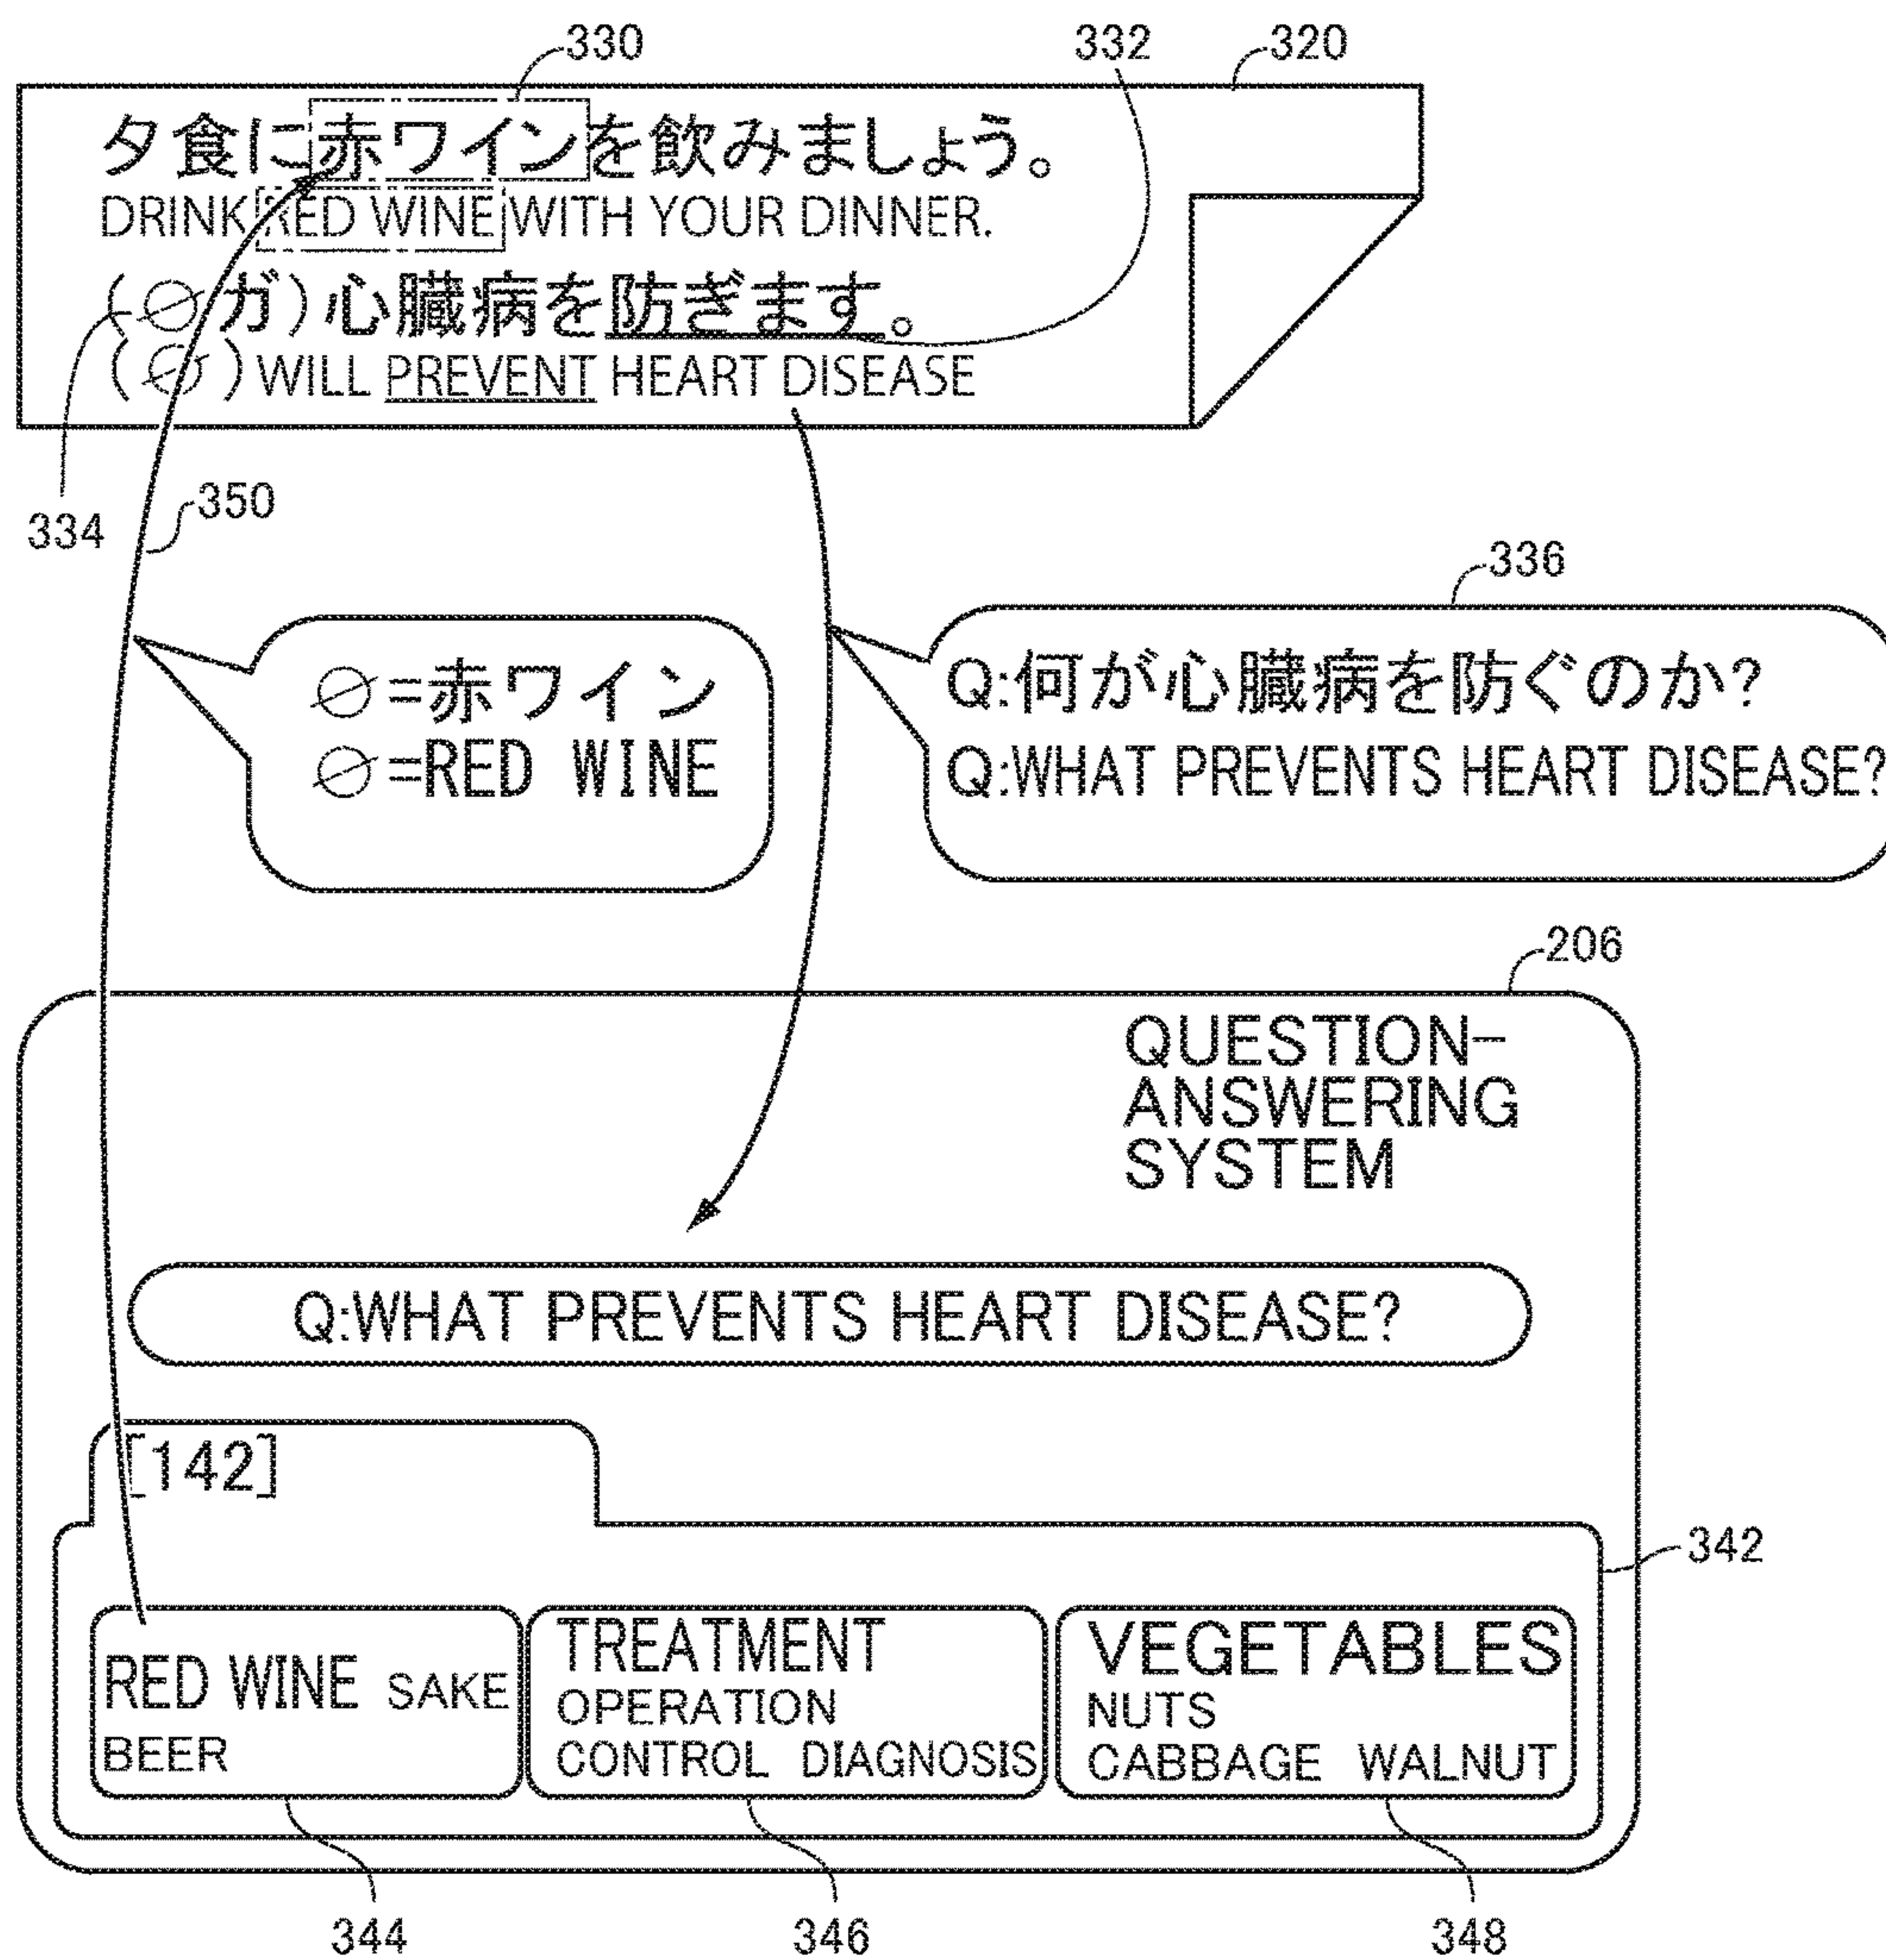 330
332
320
夕食に赤ワインを飲みましょう。
DRINK RED WINE WITH YOUR DINNER.
(∅ガ)心臓病を防ぎます。
(∅) WILL PREVENT HEART DISEASE
334
350
336
∅=赤ワイン
∅=RED WINE
Q:何が心臓病を防ぐのか?
Q:WHAT PREVENTS HEART DISEASE?
206
QUESTION-
ANSWERING
SYSTEM
Q:WHAT PREVENTS HEART DISEASE?
[142]
342
RED WINE SAKE
BEER
TREATMENT
OPERATION
CONTROL DIAGNOSIS
VEGETABLES
NUTS
CABBAGE WALNUT
344
346
348